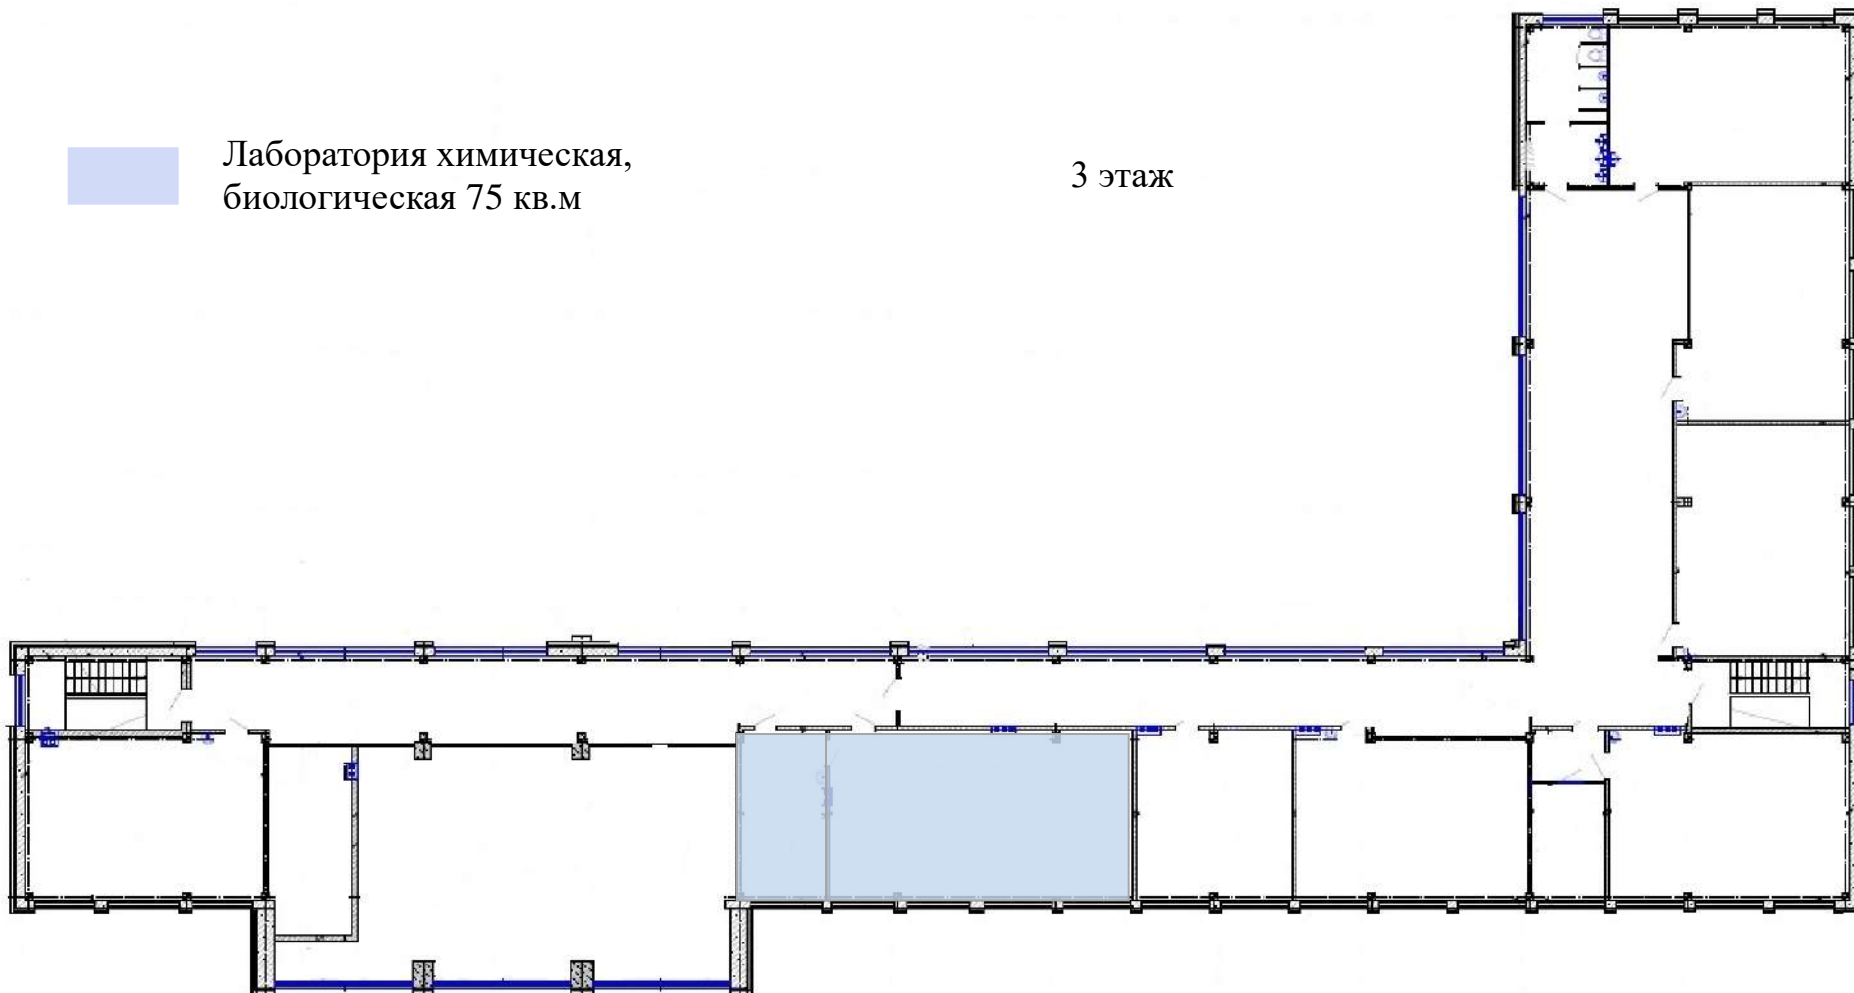 Лаборатория химическая,
биологическая 75 кв.м
3 этаж